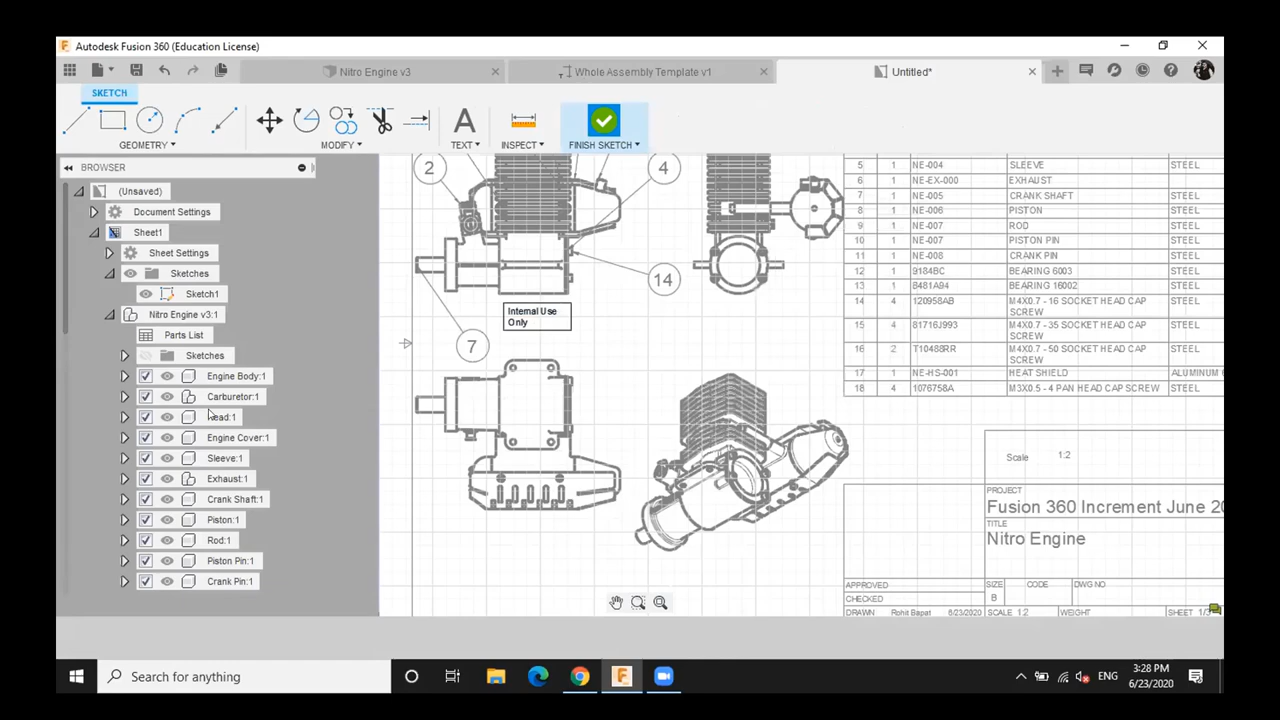 Autodesk Fusion 360 (Education License)
Nitro Engine v3
Whole Assembly Template v1
Untitled*
SKETCH
GEOMETRY
MODIFY
TEXT
INSPECT
FINISH SKETCH
BROWSER
(Unsaved)
Document Settings
Sheet1
Sheet Settings
Sketches
Sketch1
Nitro Engine v3:1
Parts List
Sketches
Engine Body:1
Carburetor:1
Head:1
Engine Cover:1
Sleeve:1
Exhaust:1
Crank Shaft:1
Piston:1
Rod:1
Piston Pin:1
Crank Pin:1
2
4
14
7
Internal Use
Only
5 1 NE-004 SLEEVE STEEL
6 1 NE-EX-000 EXHAUST
7 1 NE-005 CRANK SHAFT STEEL
8 1 NE-006 PISTON STEEL
9 1 NE-007 ROD STEEL
10 1 NE-007 PISTON PIN STEEL
11 1 NE-008 CRANK PIN STEEL
12 1 9184BC BEARING 6003 STEEL
13 1 B481A94 BEARING 16002 STEEL
14 4 120958AB M4X0.7 - 16 SOCKET HEAD CAP STEEL
SCREW
15 4 81716J993 M4X0.7 - 35 SOCKET HEAD CAP STEEL
SCREW
16 2 T10488RR M4X0.7 - 50 SOCKET HEAD CAP STEEL
SCREW
17 1 NE-HS-001 HEAT SHIELD ALUMINUM
18 4 1076758A M3X0.5 - 4 PAN HEAD CAP SCREW STEEL
Scale 1:2
PROJECT
Fusion 360 Increment June 20
TITLE
Nitro Engine
APPROVED
CHECKED
DRAWN Rohit Bapat 6/23/2020
SIZE CODE DWG NO
B
SCALE 1:2 WEIGHT SHEET 1/3
Search for anything
ENG
3:28 PM
6/23/2020